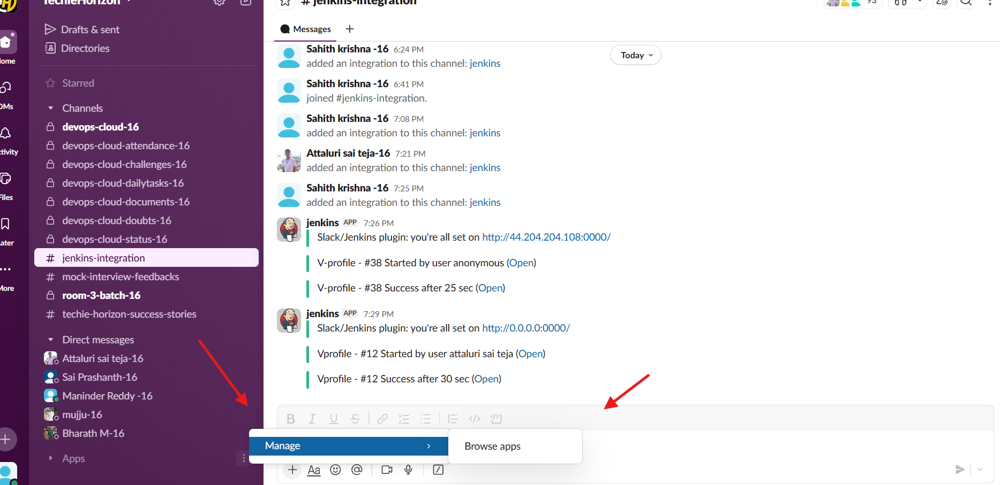 TechieHorizon
Drafts & sent
Directories
Home
DMs
Activity
Files
Later
More
Starred
Channels
devops-cloud-16
devops-cloud-attendance-16
devops-cloud-challenges-16
devops-cloud-dailytasks-16
devops-cloud-documents-16
devops-cloud-doubts-16
devops-cloud-status-16
# jenkins-integration
# mock-interview-feedbacks
room-3-batch-16
# techie-horizon-success-stories
Direct messages
Attaluri sai teja-16
Sai Prashanth-16
Maninder Reddy -16
mujju-16
Bharath M-16
Apps
# jenkins-integration
93
Messages +
Today
Sahith krishna -16 6:24 PM
added an integration to this channel: jenkins
Sahith krishna -16 6:41 PM
joined #jenkins-integration.
Sahith krishna -16 7:08 PM
added an integration to this channel: jenkins
Attaluri sai teja-16 7:21 PM
added an integration to this channel: jenkins
Sahith krishna -16 7:25 PM
added an integration to this channel: jenkins
jenkins APP 7:26 PM
Slack/Jenkins plugin: you're all set on http://44.204.204.108:0000/
V-profile - #38 Started by user anonymous (Open)
V-profile - #38 Success after 25 sec (Open)
jenkins APP 7:29 PM
Slack/Jenkins plugin: you're all set on http://0.0.0.0:0000/
Vprofile - #12 Started by user attaluri sai teja (Open)
Vprofile - #12 Success after 30 sec (Open)
B I U S
Manage
Browse apps
Aa